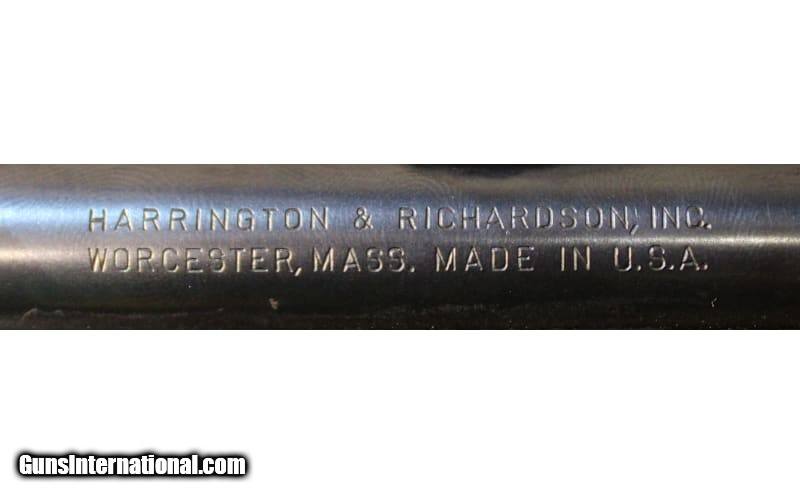 HARRINGTON & RICHARDSON, INC.
WORCESTER, MASS. MADE IN U.S.A.
GunsInternational.com